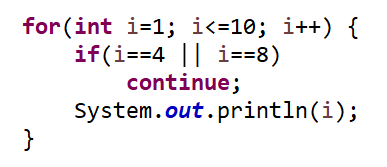 for(int i=1; i<=10; i++) {
    if(i==4 || i==8)
        continue;
    System.out.println(i);
}